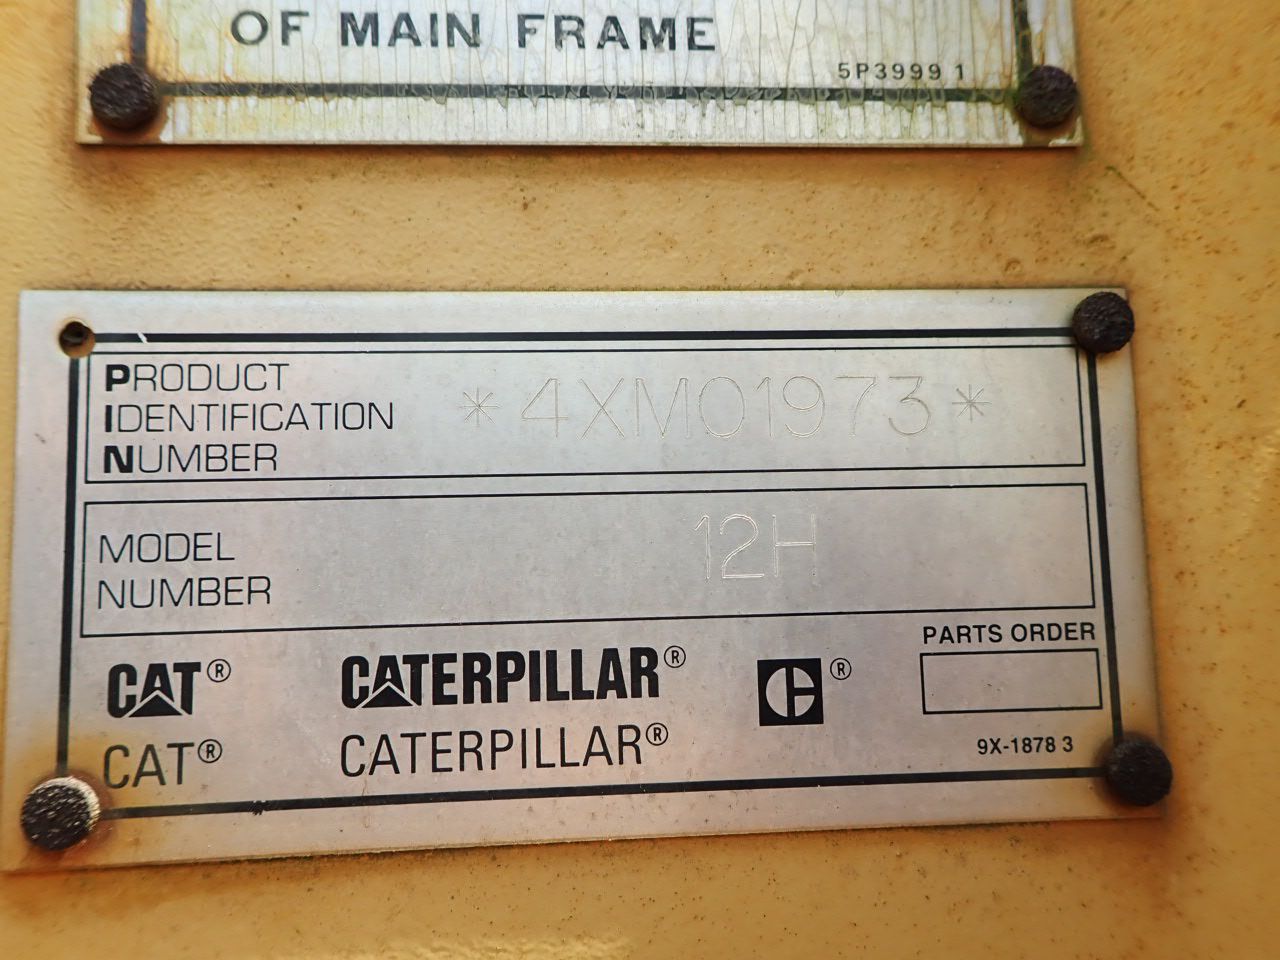 OF MAIN FRAME
5P3999 1
PRODUCT
IDENTIFICATION
NUMBER
*4XM01973*
MODEL
NUMBER
12H
PARTS ORDER
CAT® CATERPILLAR® ®
CAT® CATERPILLAR®
9X-1878 3